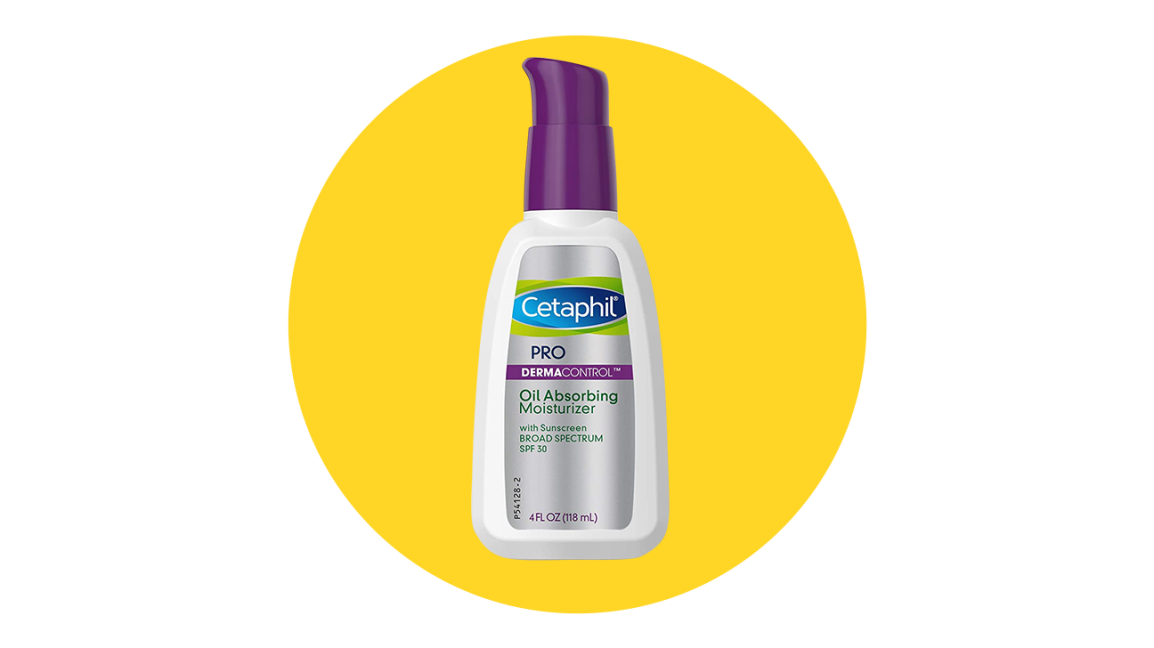 Cetaphil®
PRO
DERMACONTROL™
Oil Absorbing
Moisturizer
with Sunscreen
BROAD SPECTRUM
SPF 30
P54128-2
4 FL OZ (118 mL)